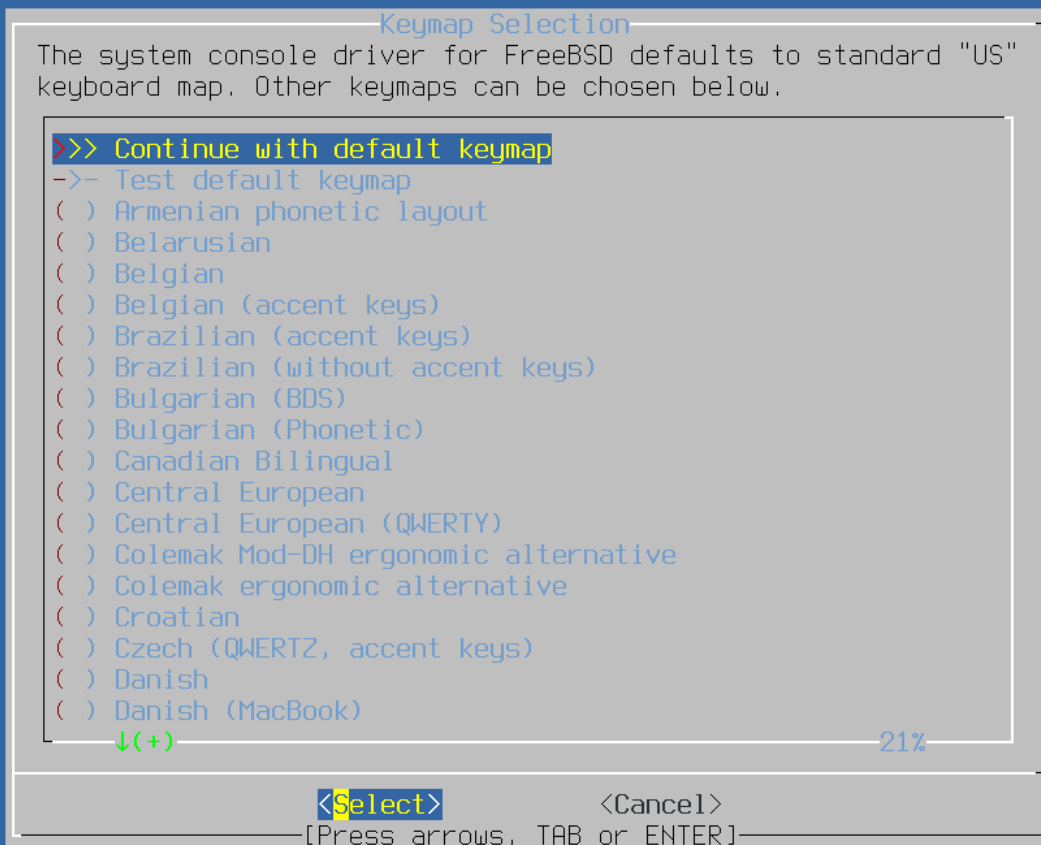 Keymap Selection
The system console driver for FreeBSD defaults to standard "US"
keyboard map. Other keymaps can be chosen below.
>>> Continue with default keymap
->- Test default keymap
( ) Armenian phonetic layout
( ) Belarusian
( ) Belgian
( ) Belgian (accent keys)
( ) Brazilian (accent keys)
( ) Brazilian (without accent keys)
( ) Bulgarian (BDS)
( ) Bulgarian (Phonetic)
( ) Canadian Bilingual
( ) Central European
( ) Central European (QWERTY)
( ) Colemak Mod-DH ergonomic alternative
( ) Colemak ergonomic alternative
( ) Croatian
( ) Czech (QWERTZ, accent keys)
( ) Danish
( ) Danish (MacBook)
↓(+) 21%
<Select> <Cancel>
[Press arrows, TAB or ENTER]